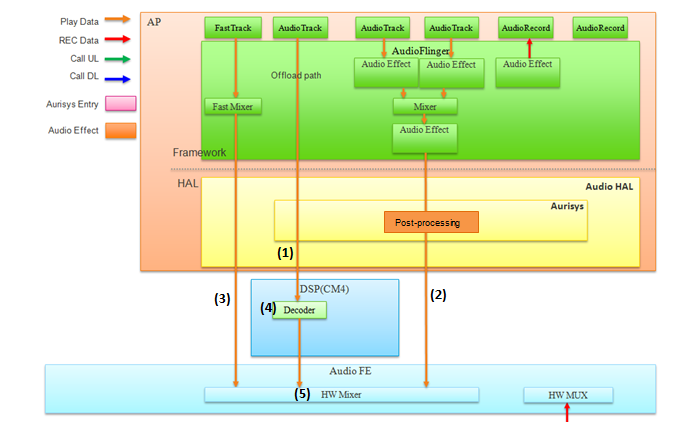 Play Data
REC Data
Call UL
Call DL
Aurisys Entry
Audio Effect
AP
FastTrack
AudioTrack
AudioTrack
AudioTrack
AudioRecord
AudioRecord
AudioFlinger
Audio Effect
Audio Effect
Audio Effect
Offload path
Fast Mixer
Mixer
Audio Effect
Framework
HAL
Audio HAL
Aurisys
Post-processing
(1)
DSP(CM4)
(2)
(3)
(4)
Decoder
Audio FE
(5)
HW Mixer
HW MUX